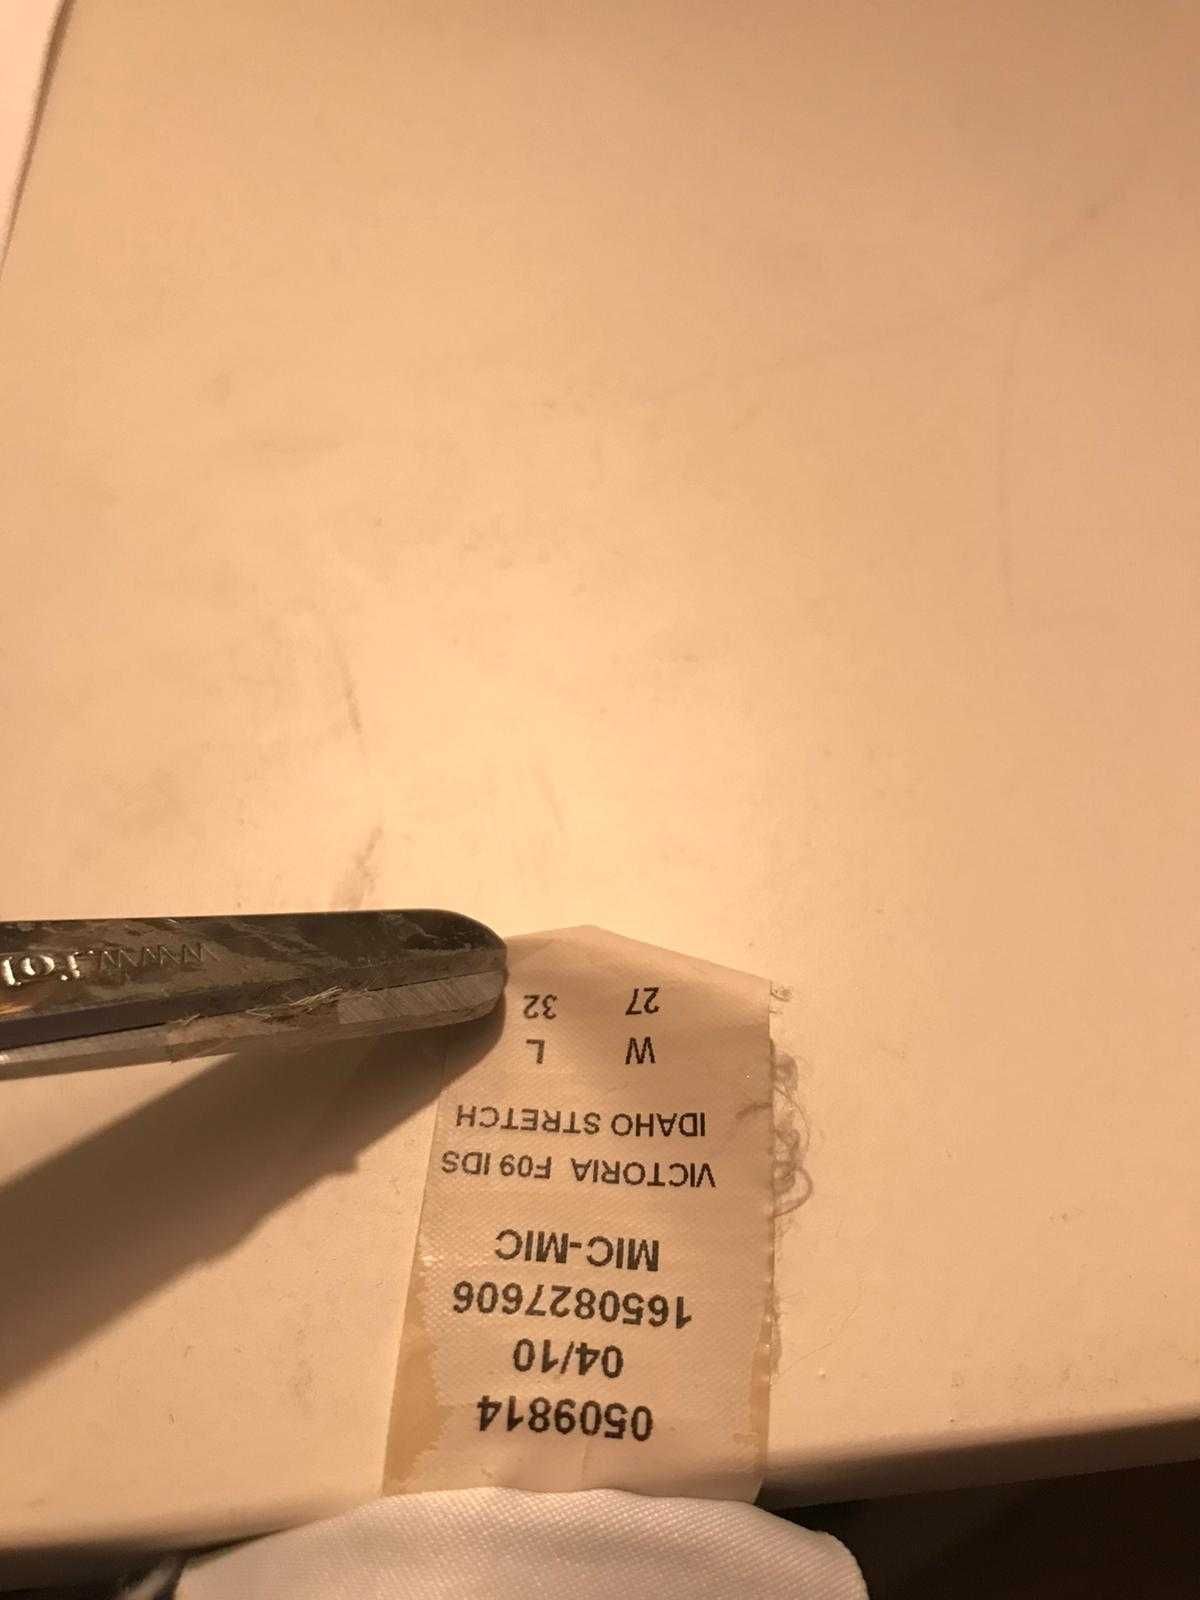 0509814
04/10
1650827606
MIC-MIC
VICTORIA F09 IDS
IDAHO STRETCH
W L
27 32